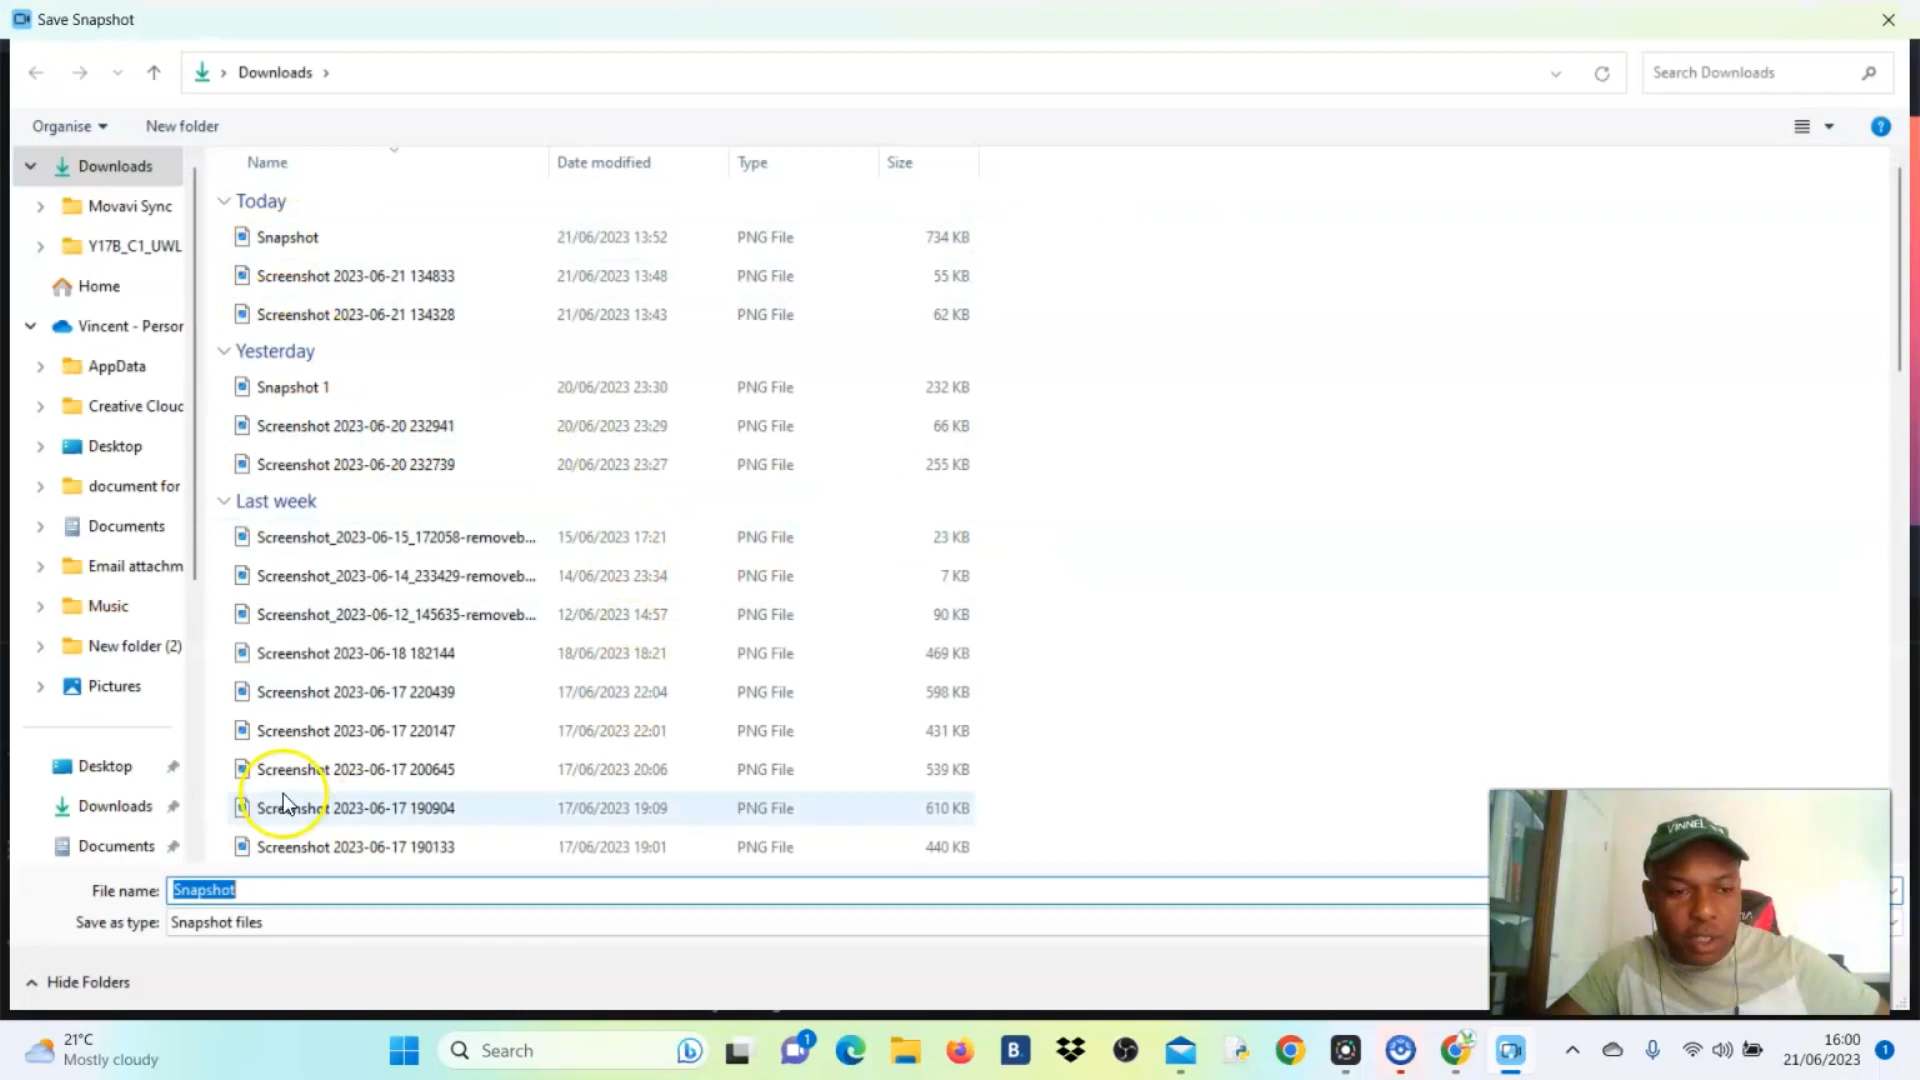 Save Snapshot
Downloads
Search Downloads
Organise
New folder
Name
Date modified
Type
Size
Downloads
Movavi Sync
Y17B_C1_UWL
Home
Vincent - Persor
AppData
Creative Clouc
Desktop
document for
Documents
Email attachm
Music
New folder (2)
Pictures
Desktop
Downloads
Documents
Today
Snapshot 21/06/2023 13:52 PNG File 734 KB
Screenshot 2023-06-21 134833 21/06/2023 13:48 PNG File 55 KB
Screenshot 2023-06-21 134328 21/06/2023 13:43 PNG File 62 KB
Yesterday
Snapshot 1 20/06/2023 23:30 PNG File 232 KB
Screenshot 2023-06-20 232941 20/06/2023 23:29 PNG File 66 KB
Screenshot 2023-06-20 232739 20/06/2023 23:27 PNG File 255 KB
Last week
Screenshot_2023-06-15_172058-removeb... 15/06/2023 17:21 PNG File 23 KB
Screenshot_2023-06-14_233429-removeb... 14/06/2023 23:34 PNG File 7 KB
Screenshot_2023-06-12_145635-removeb... 12/06/2023 14:57 PNG File 90 KB
Screenshot 2023-06-18 182144 18/06/2023 18:21 PNG File 469 KB
Screenshot 2023-06-17 220439 17/06/2023 22:04 PNG File 598 KB
Screenshot 2023-06-17 220147 17/06/2023 22:01 PNG File 431 KB
Screenshot 2023-06-17 200645 17/06/2023 20:06 PNG File 539 KB
Screenshot 2023-06-17 190904 17/06/2023 19:09 PNG File 610 KB
Screenshot 2023-06-17 190133 17/06/2023 19:01 PNG File 440 KB
File name: Snapshot
Save as type: Snapshot files
Hide Folders
VINNEL
21°C
Mostly cloudy
Search
1
B.
16:00
21/06/2023
1